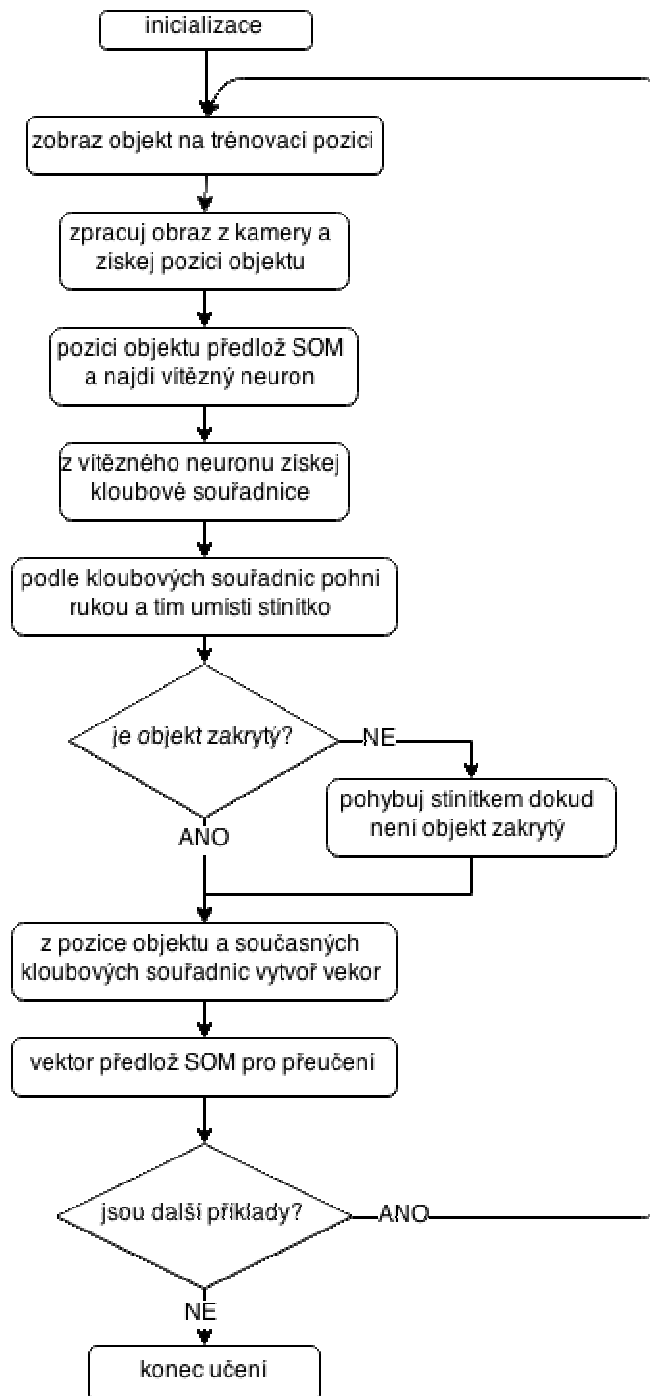 inicializace
zobraz objekt na trénovací pozici
zpracuj obraz z kamery a
získej pozici objektu
pozici objektu předlož SOM
a najdi vítězný neuron
z vítězného neuronu získej
kloubové souřadnice
podle kloubových souřadnic pohni
rukou a tím umísti stínítko
je objekt zakrytý?
NE
pohybuj stínítkem dokud
není objekt zakrytý
ANO
z pozice objektu a současných
kloubových souřadnic vytvoř vekor
vektor předlož SOM pro přeučení
jsou další příklady?
ANO
NE
konec učení